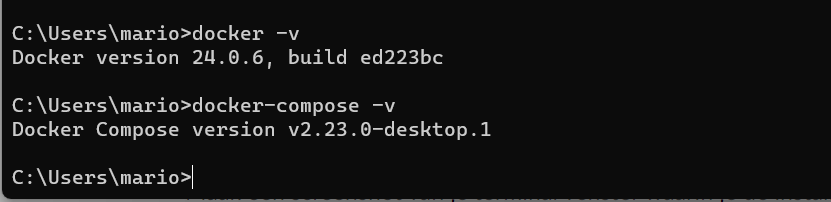 C:\Users\mario>docker -v
Docker version 24.0.6, build ed223bc
C:\Users\mario>docker-compose -v
Docker Compose version v2.23.0-desktop.1
C:\Users\mario>